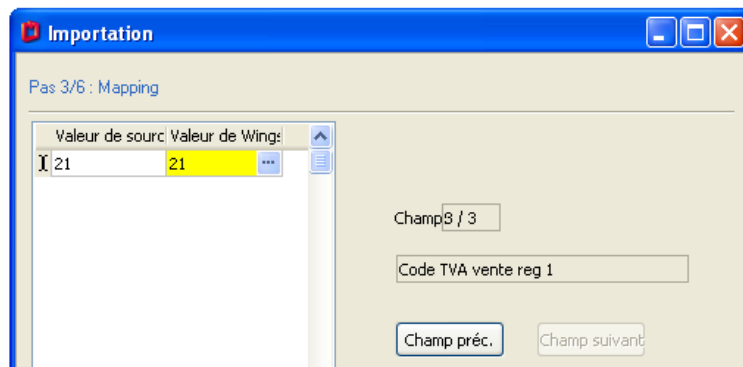 Importation
Pas 3/6 : Mapping
Valeur de sourc Valeur de Wings
21 21 ...
Champ 3 / 3
Code TVA vente reg 1
Champ préc. Champ suivant